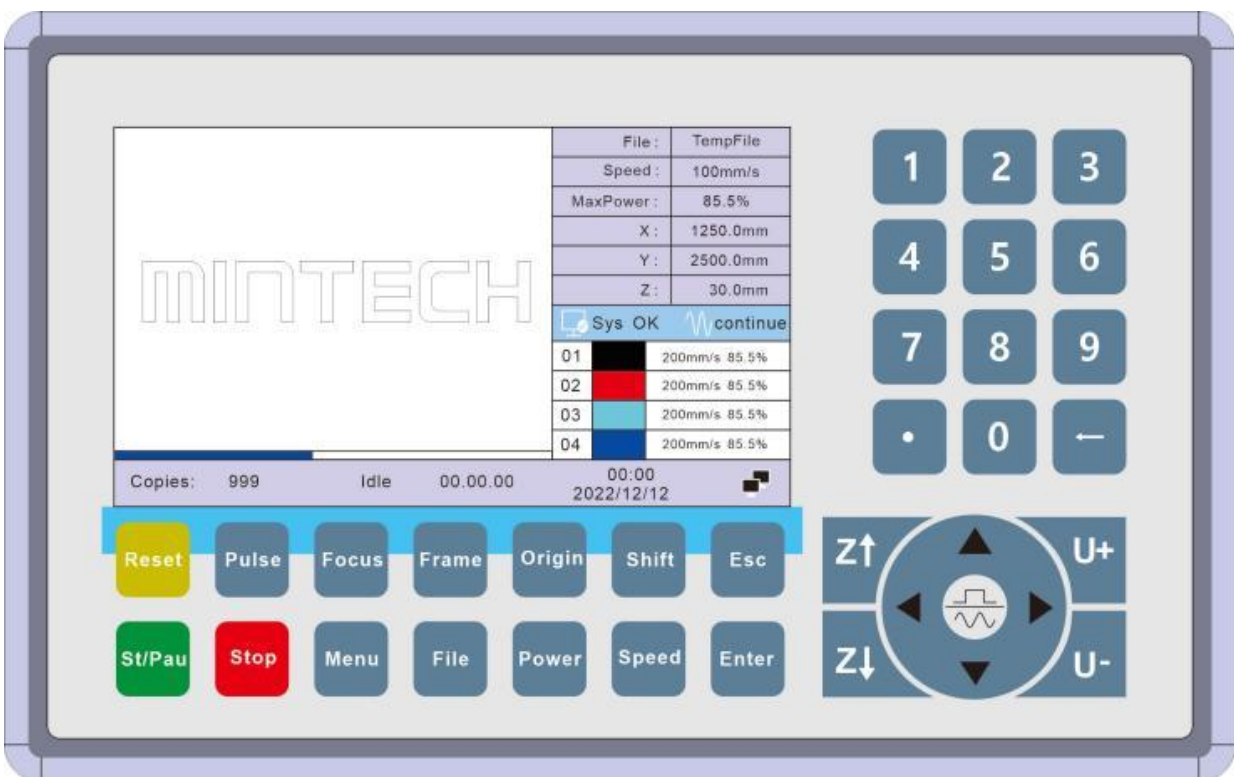 File: TempFile
Speed: 100mm/s
MaxPower: 85.5%
X: 1250.0mm
Y: 2500.0mm
Z: 30.0mm
MINTECH
Sys OK continue
01 200mm/s 85.5%
02 200mm/s 85.5%
03 200mm/s 85.5%
04 200mm/s 85.5%
Copies: 999 Idle 00.00.00 00:00
2022/12/12
Reset Pulse Focus Frame Origin Shift Esc
St/Pau Stop Menu File Power Speed Enter
1 2 3
4 5 6
7 8 9
• 0 ←
Z↑ U+
Z↓ U-